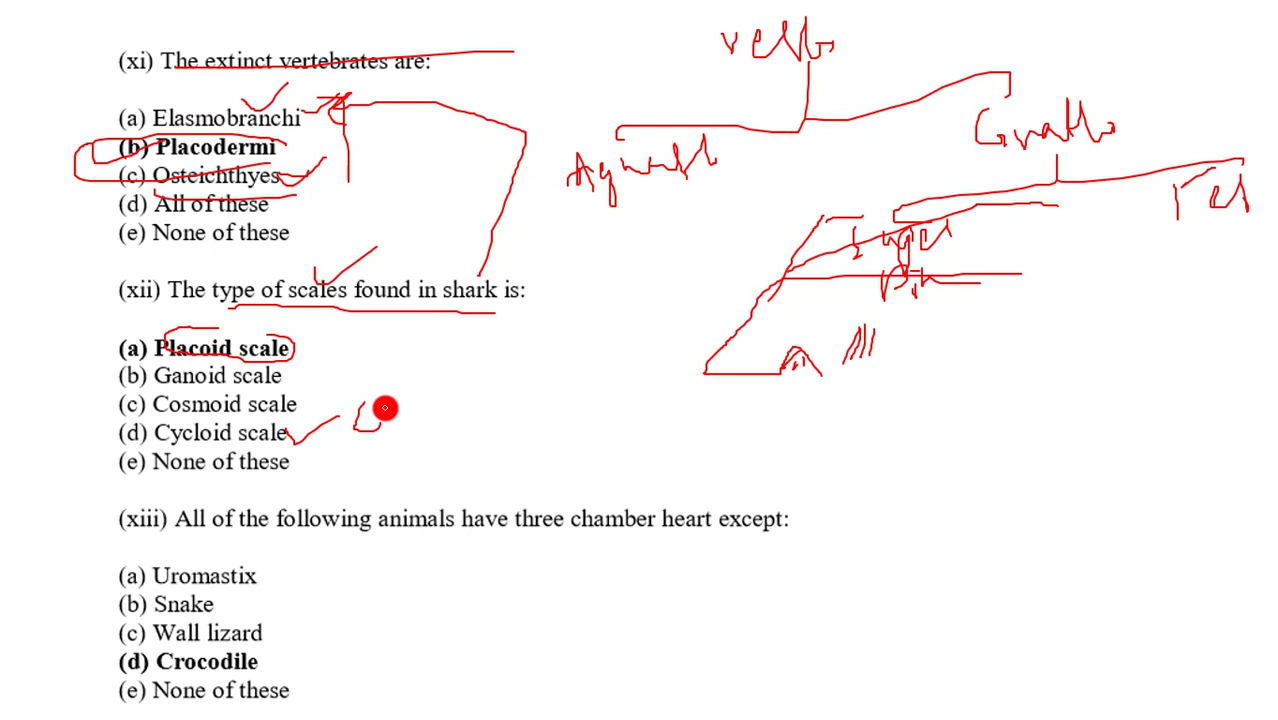 (xi) The extinct vertebrates are:
(a) Elasmobranchi
(b) Placodermi
(c) Osteichthyes
(d) All of these
(e) None of these
(xii) The type of scales found in shark is:
(a) Placoid scale
(b) Ganoid scale
(c) Cosmoid scale
(d) Cycloid scale
(e) None of these
(xiii) All of the following animals have three chamber heart except:
(a) Uromastix
(b) Snake
(c) Wall lizard
(d) Crocodile
(e) None of these